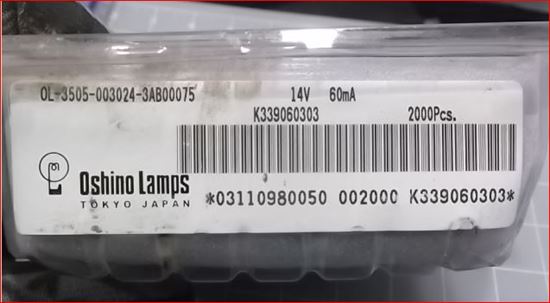 OL-3505-003024-3AB00075 14V 60mA
K339060303 2000Pcs.
Oshino Lamps
TOKYO JAPAN
*03110980050 002000 K339060303*